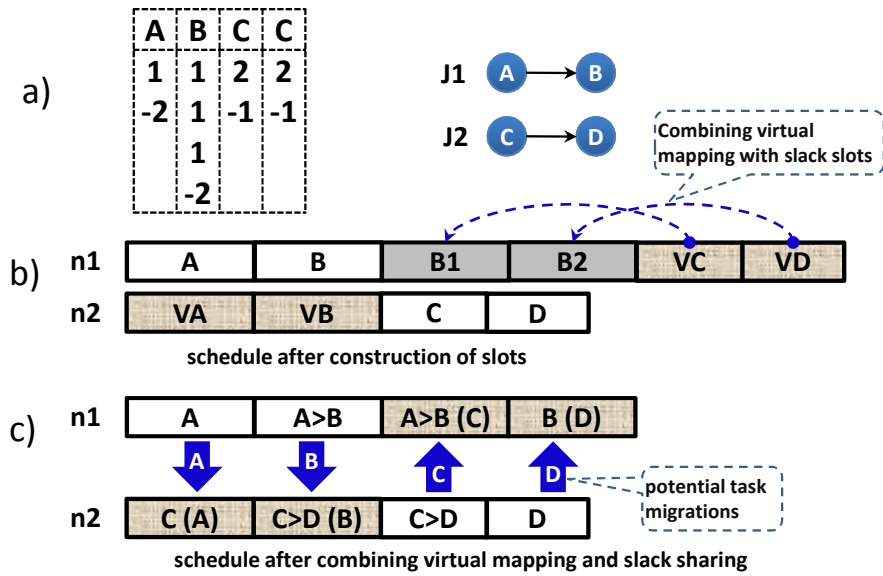 a)
A B C C
1 1 2 2
-2 1 -1 -1
1
-2
J1 A B
J2 C D
Combining virtual
mapping with slack slots
b)
n1 A B B1 B2 VC VD
n2 VA VB C D
schedule after construction of slots
c)
n1 A A>B A>B (C) B (D)
A B C D
potential task
migrations
n2 C (A) C>D (B) C>D D
schedule after combining virtual mapping and slack sharing